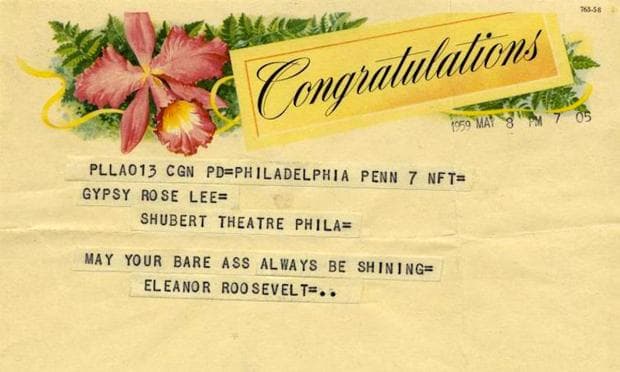 763-58
Congratulations
1959 MAY 8 PM 7 05
PLLA013 CGN PD=PHILADELPHIA PENN 7 NFT=
GYPSY ROSE LEE=
SHUBERT THEATRE PHILA=
MAY YOUR BARE ASS ALWAYS BE SHINING=
ELEANOR ROOSEVELT=..